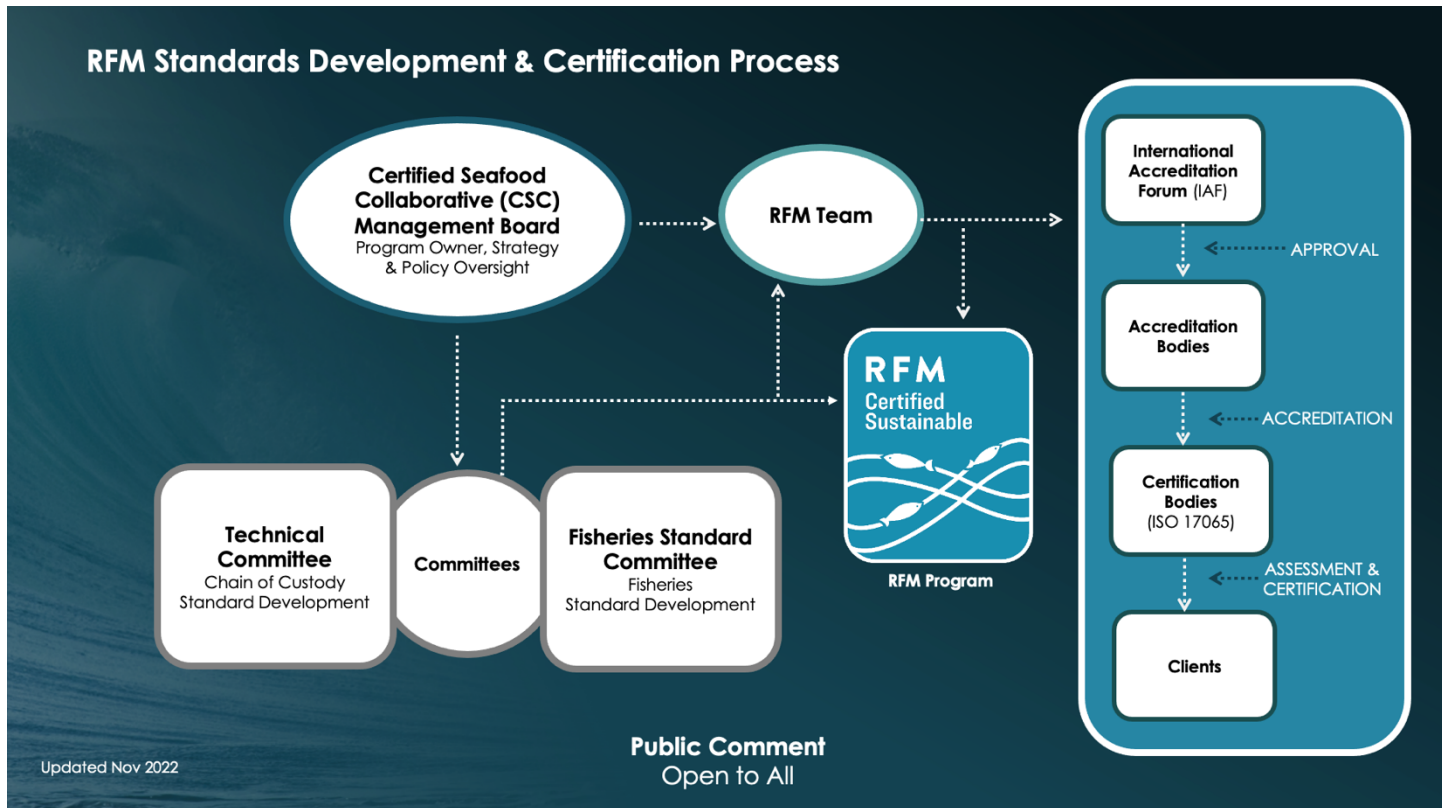 RFM Standards Development & Certification Process
Certified Seafood
Collaborative (CSC)
Management Board
Program Owner, Strategy
& Policy Oversight
RFM Team
Technical
Committee
Chain of Custody
Standard Development
Committees
Fisheries Standard
Committee
Fisheries
Standard Development
RFM
Certified
Sustainable
RFM Program
International
Accreditation
Forum (IAF)
APPROVAL
Accreditation
Bodies
ACCREDITATION
Certification
Bodies
(ISO 17065)
ASSESSMENT &
CERTIFICATION
Clients
Public Comment
Open to All
Updated Nov 2022